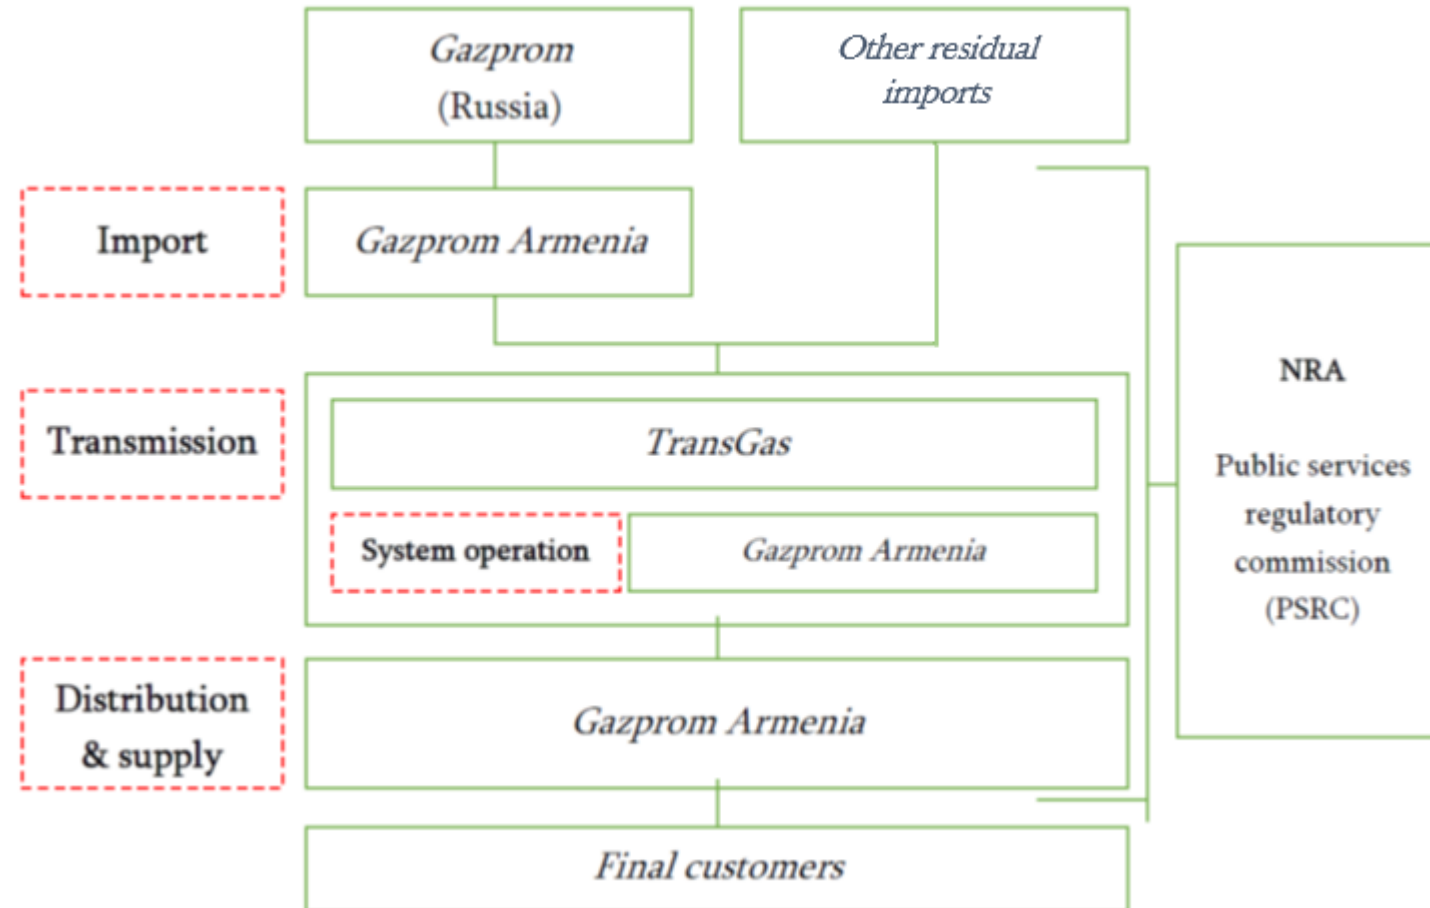 Gazprom
(Russia)
Other residual
imports
Import
Gazprom Armenia
Transmission
TransGas
System operation
Gazprom Armenia
NRA
Public services
regulatory
commission
(PSRC)
Distribution
& supply
Gazprom Armenia
Final customers